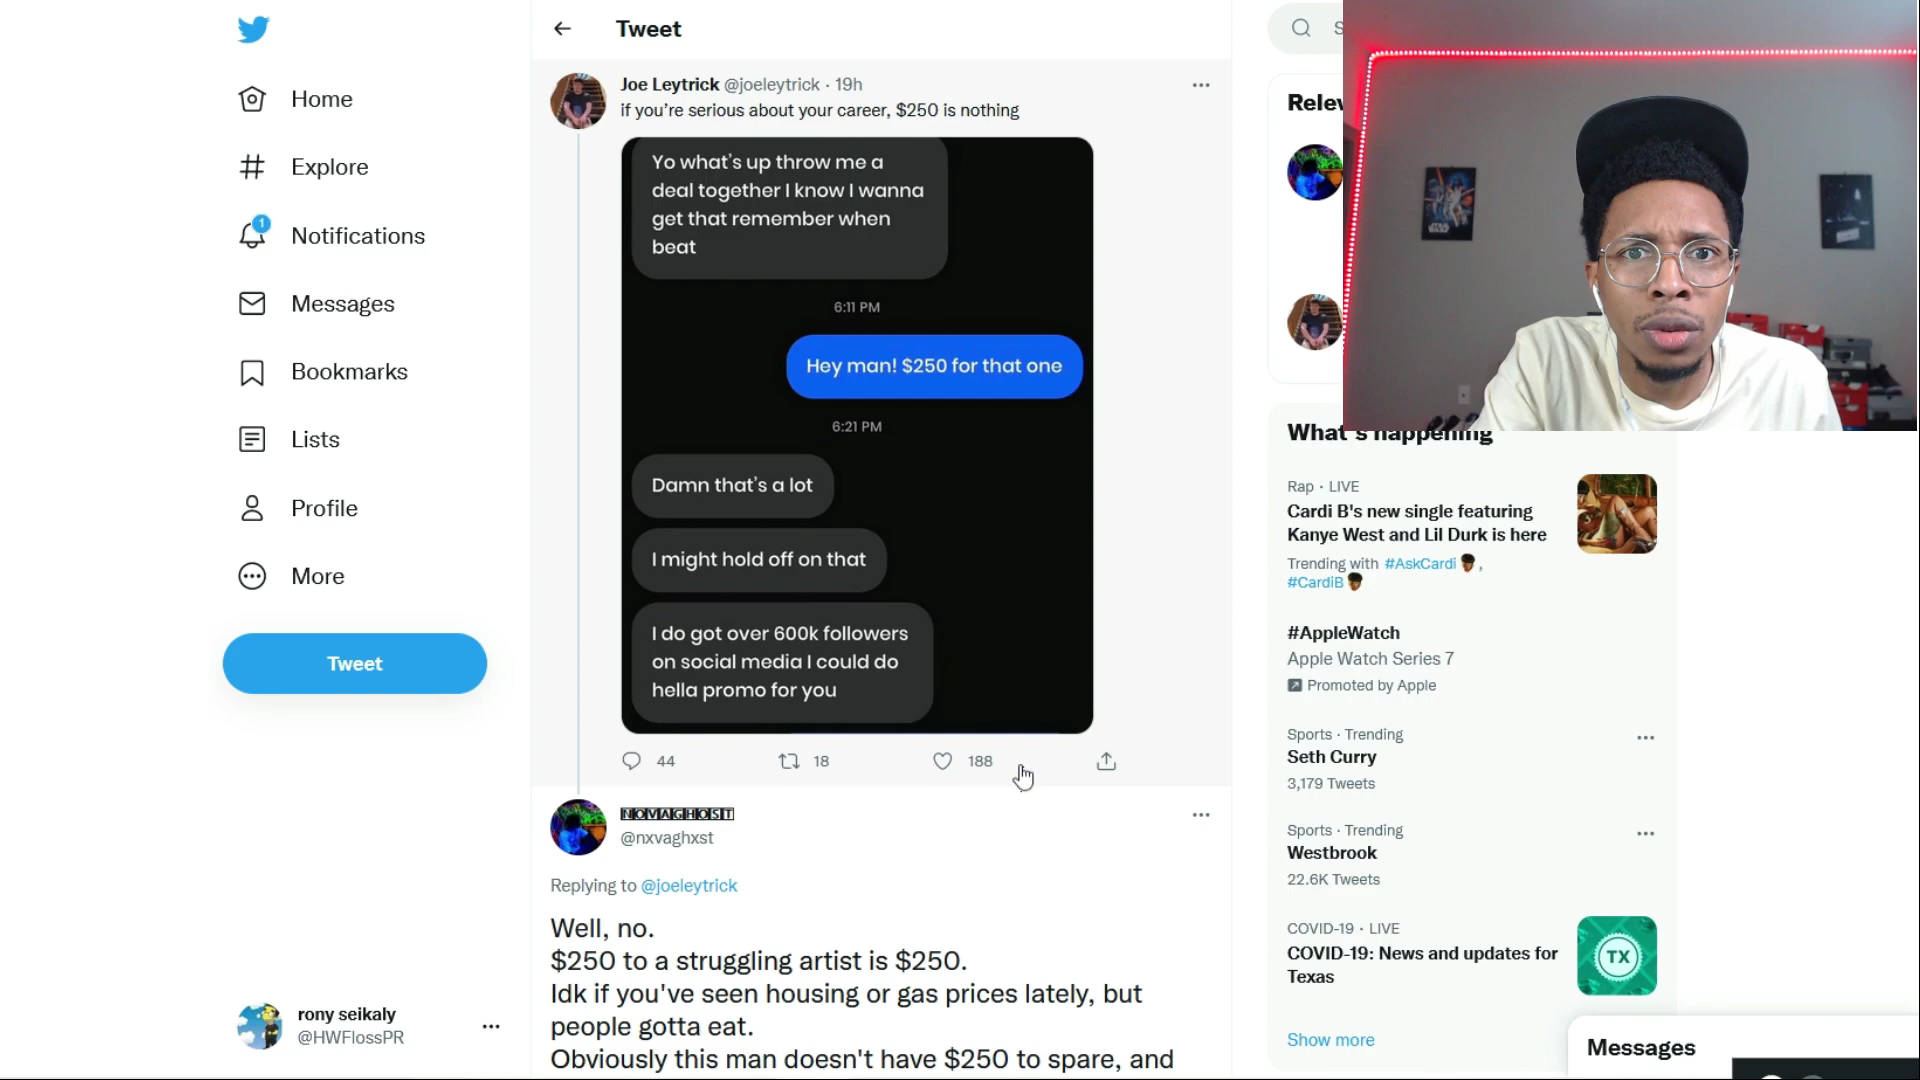 Tweet
Home
Explore
1
Notifications
Messages
Bookmarks
Lists
Profile
More
Tweet
rony seikaly
@HWFlossPR
Joe Leytrick @joeleytrick · 19h
if you're serious about your career, $250 is nothing
Yo what's up throw me a
deal together I know I wanna
get that remember when
beat
6:11 PM
Hey man! $250 for that one
6:21 PM
Damn that's a lot
I might hold off on that
I do got over 600k followers
on social media I could do
hella promo for you
44
18
188
NOVAGHOST
@nxvaghxst
Replying to @joeleytrick
Well, no.
$250 to a struggling artist is $250.
Idk if you've seen housing or gas prices lately, but
people gotta eat.
Obviously this man doesn't have $250 to spare, and
STAR WARS
What's happening
Rap · LIVE
Cardi B's new single featuring
Kanye West and Lil Durk is here
Trending with #AskCardi ,
#CardiB
#AppleWatch
Apple Watch Series 7
Promoted by Apple
Sports · Trending
Seth Curry
3,179 Tweets
Sports · Trending
Westbrook
22.6K Tweets
COVID-19 · LIVE
COVID-19: News and updates for
Texas
TX
Show more
Messages